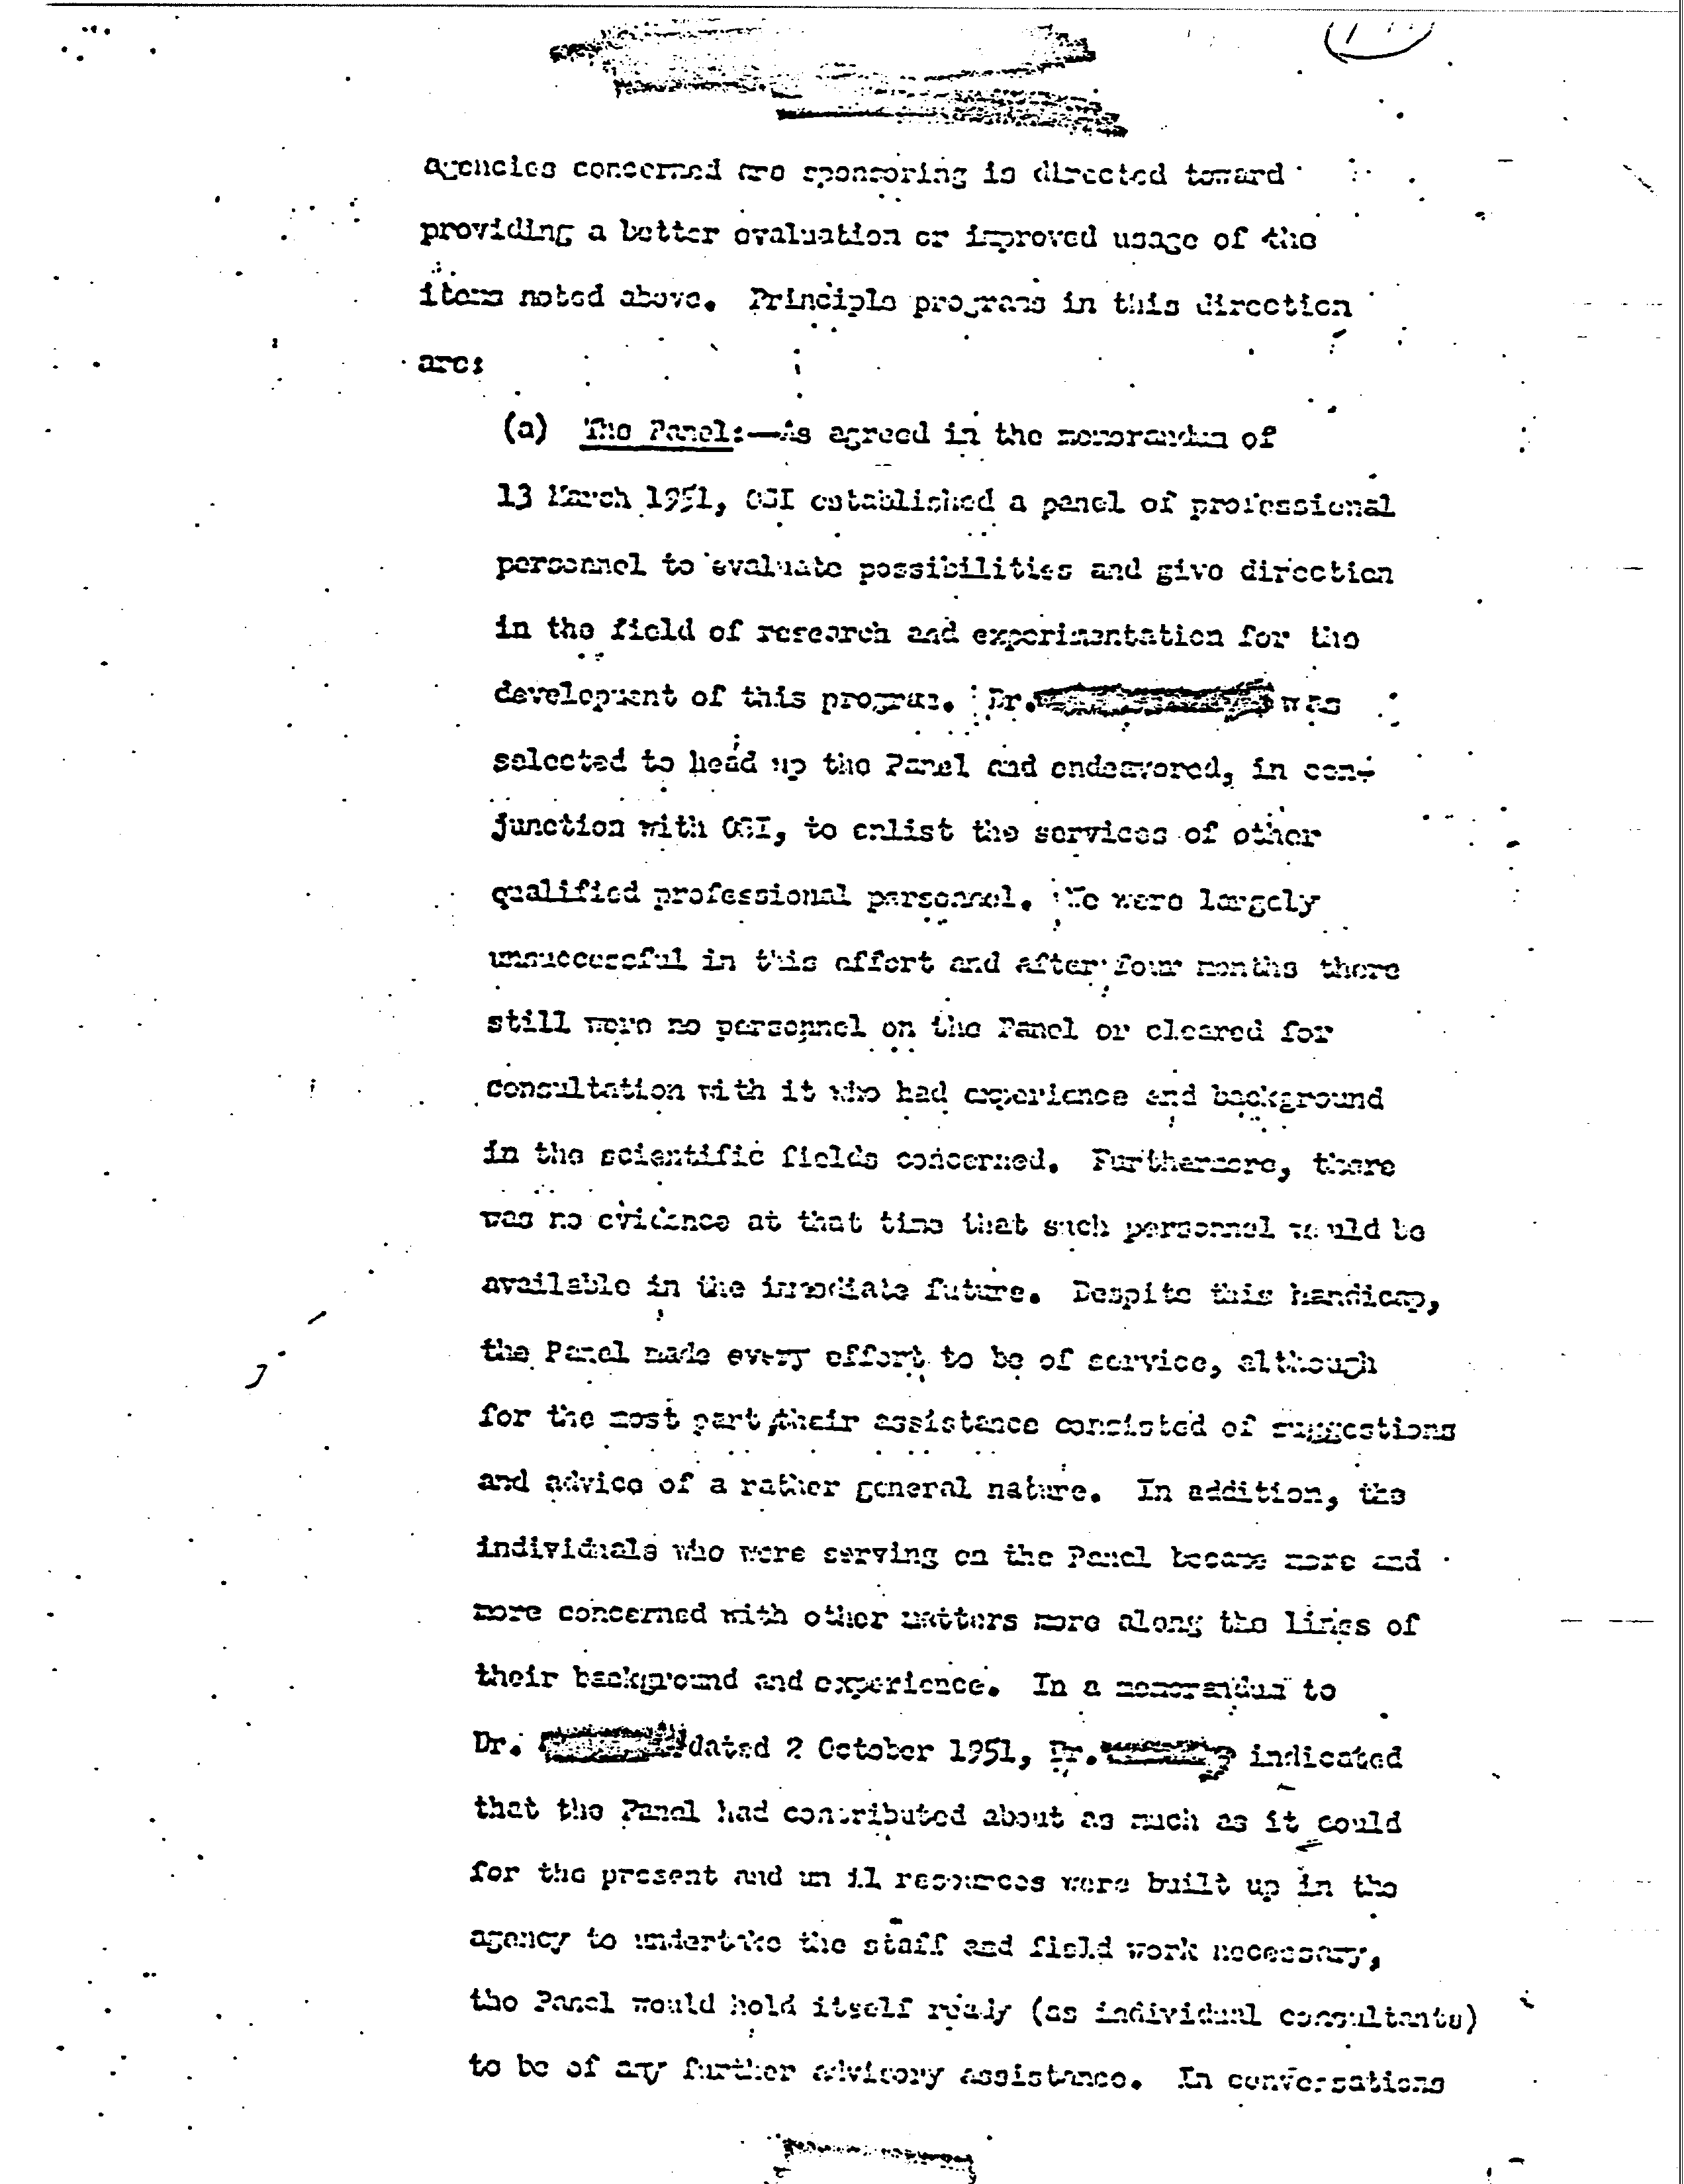 agencies concerned are sponsoring is directed toward
providing a better evaluation or improved usage of the
items noted above. Principle programs in this direction
are:
(a) The Panel:—As agreed in the memorandum of
13 March 1951, OSI established a panel of professional
personnel to evaluate possibilities and give direction
in the field of research and experimentation for the
development of this program. Dr. was
selected to head up the Panel and endeavored, in con-
junction with OSI, to enlist the services of other
qualified professional personnel. We were largely
unsuccessful in this effort and after four months there
still were no personnel on the Panel or cleared for
consultation with it who had experience and background
in the scientific fields concerned. Furthermore, there
was no evidence at that time that such personnel would be
available in the immediate future. Despite this handicap,
the Panel made every effort to be of service, although
for the most part, their assistance consisted of suggestions
and advice of a rather general nature. In addition, the
individuals who were serving on the Panel became more and
more concerned with other matters more along the lines of
their background and experience. In a memorandum to
Dr. dated 2 October 1951, Dr. indicated
that the Panel had contributed about as much as it could
for the present and un il resources were built up in the
agency to undertake the staff and field work necessary,
the Panel would hold itself ready (as individual consultants)
to be of any further advisory assistance. In conversations